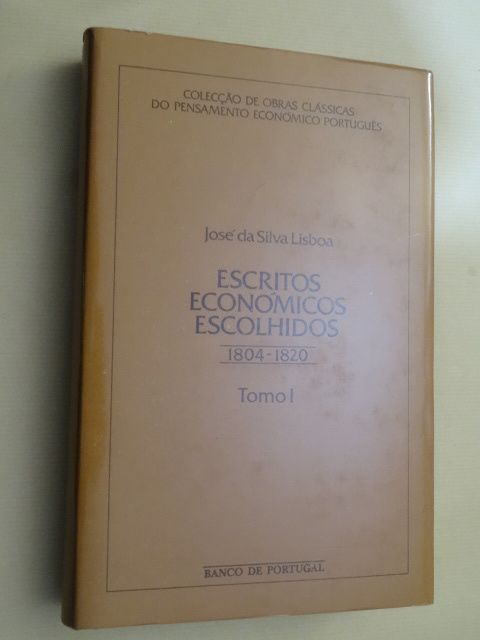 COLECÇÃO DE OBRAS CLÁSSICAS
DO PENSAMENTO ECONÓMICO PORTUGUÊS
José da Silva Lisboa
ESCRITOS
ECONÓMICOS
ESCOLHIDOS
1804-1820
Tomo I
BANCO DE PORTUGAL